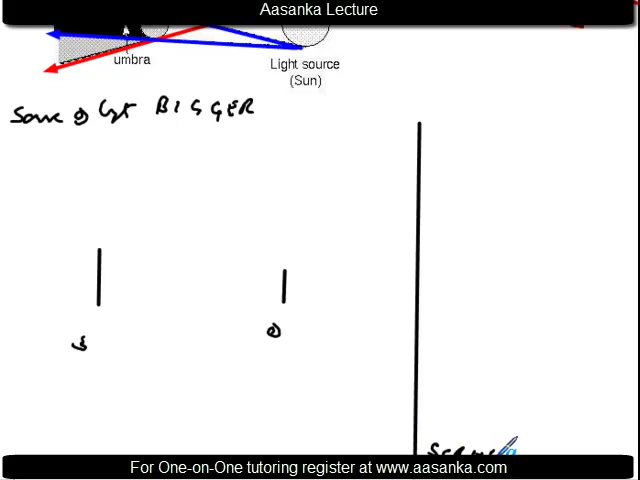 Aasanka Lecture
umbra
Light source
(Sun)
BIGGER
S
O
For One-on-One tutoring register at www.aasanka.com